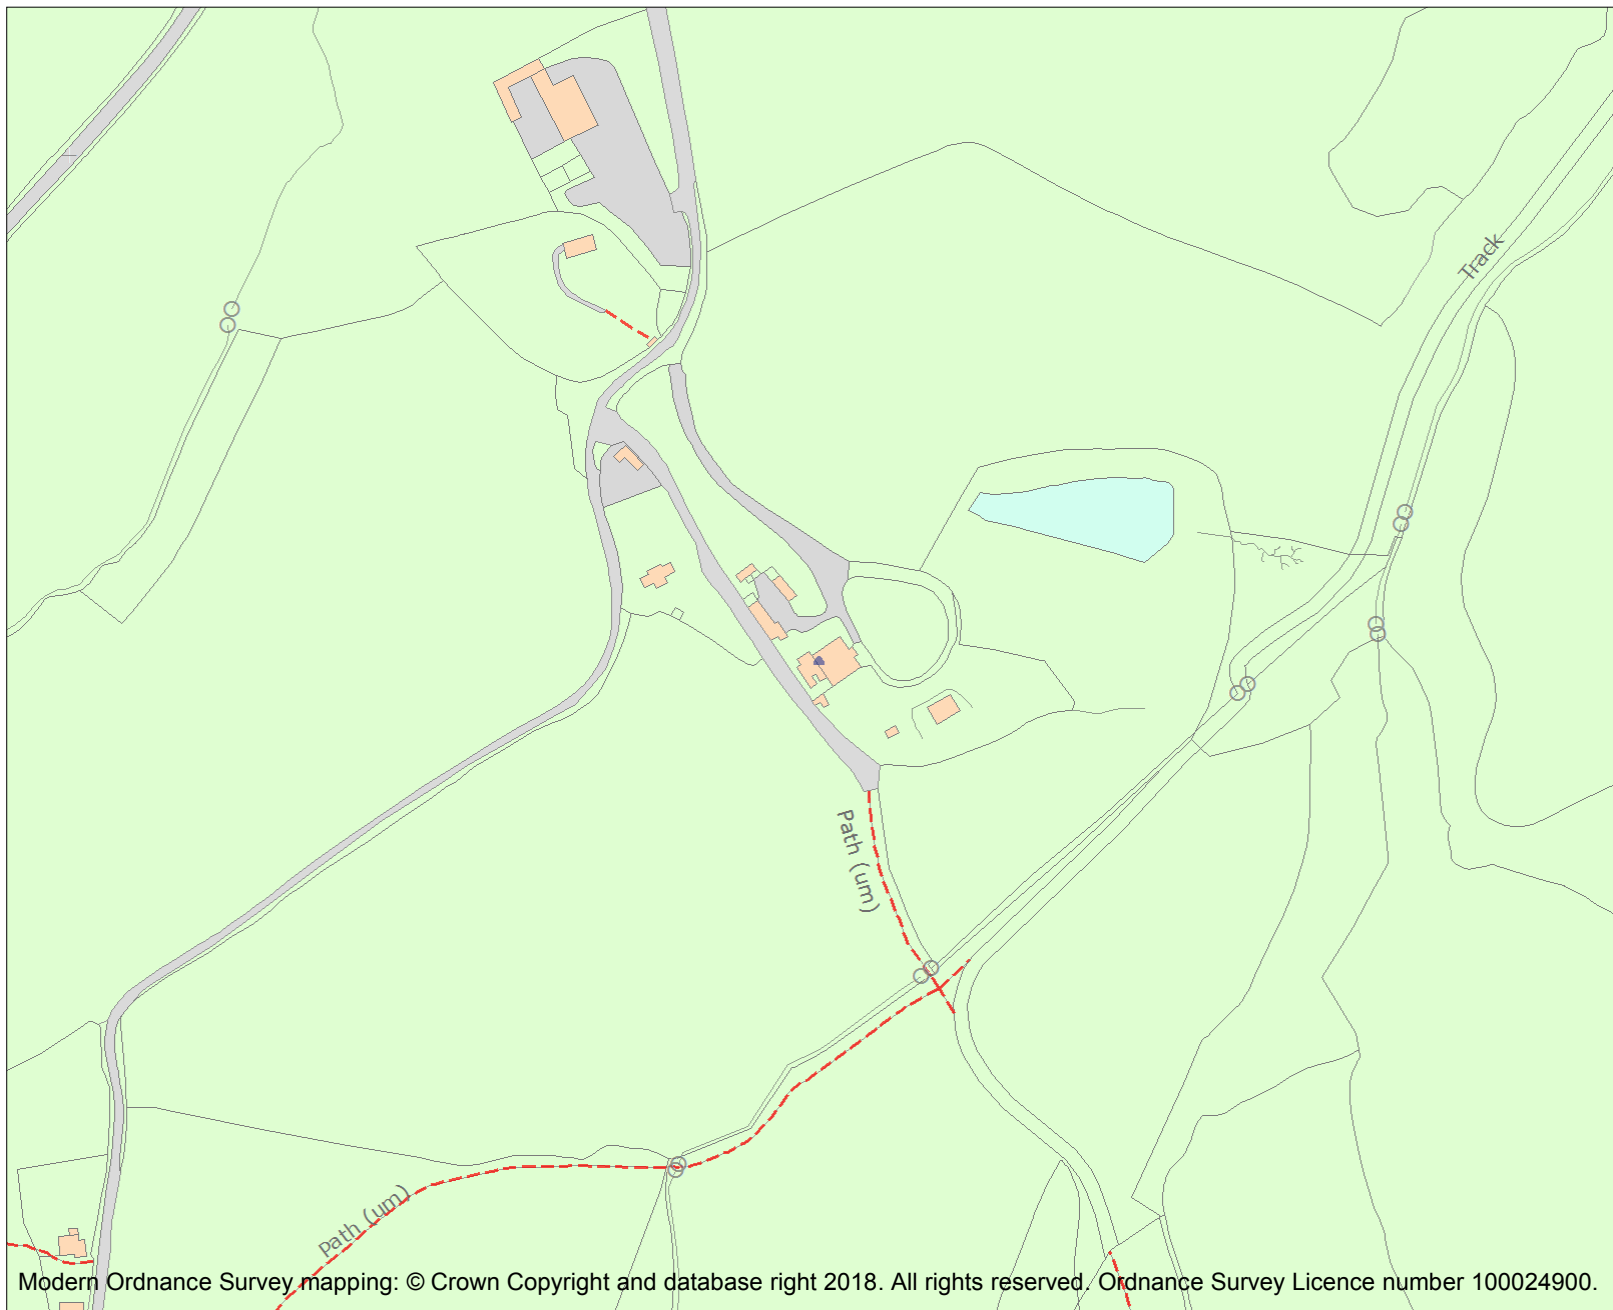 Track
Path (um)
Path (um)
Modern Ordnance Survey mapping: © Crown Copyright and database right 2018. All rights reserved. Ordnance Survey Licence number 100024900.